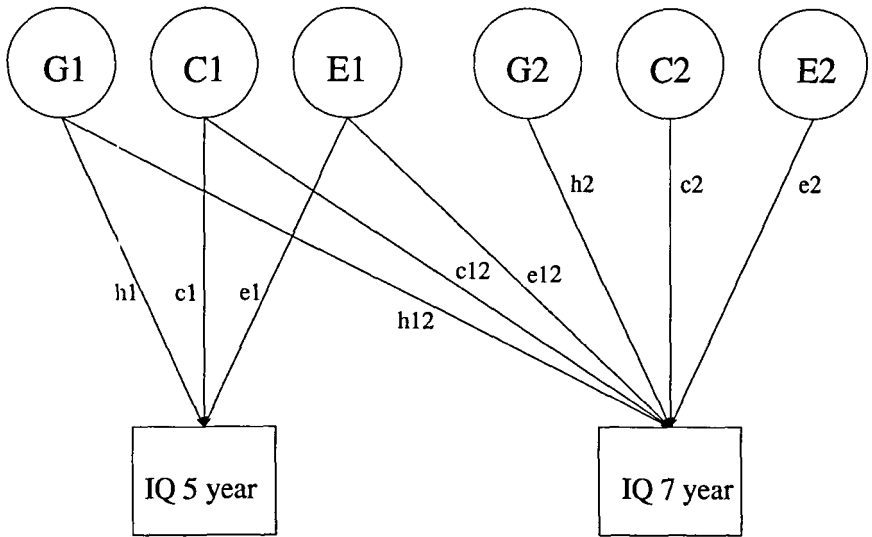 G1 C1 E1 G2 C2 E2
h2 c2 e2
h1 c1 e1 c12 e12
h12
IQ 5 year IQ 7 year